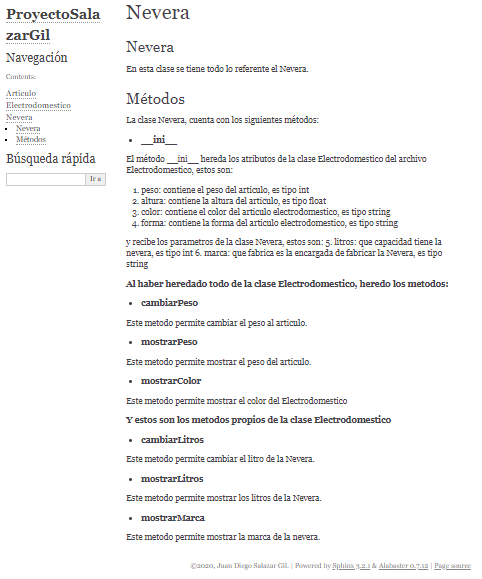 ProyectoSala
zarGil
Navegación
Contents:
Articulo
Electrodomestico
Nevera
Nevera
Métodos
Búsqueda rápida
Ir a
Nevera
Nevera
En esta clase se tiene todo lo referente el Nevera.
Métodos
La clase Nevera, cuenta con los siguientes métodos:
• __ini__
El método __ini__ hereda los atributos de la clase Electrodomestico del archivo
Electrodomestico, estos son:
1. peso: contiene el peso del articulo, es tipo int
2. altura: contiene la altura del articulo, es tipo float
3. color: contiene el color del articulo electrodomestico, es tipo string
4. forma: contiene la forma del articulo electrodomestico, es tipo string
y recibe los parametros de la clase Nevera, estos son: 5. litros: que capacidad tiene la
nevera, es tipo int 6. marca: que fabrica es la encargada de fabricar la Nevera, es tipo
string
Al haber heredado todo de la clase Electrodomestico, heredo los metodos:
• cambiarPeso
Este metodo permite cambiar el peso al articulo.
• mostrarPeso
Este metodo permite mostrar el peso del articulo.
• mostrarColor
Este metodo permite mostrar el color del Electrodomestico
Y estos son los metodos propios de la clase Electrodomestico
• cambiarLitros
Este metodo permite cambiar el litro de la Nevera.
• mostrarLitros
Este metodo permite mostrar los litros de la Nevera.
• mostrarMarca
Este metodo permite mostrar la marca de la nevera.
©2020, Juan Diego Salazar Gil. | Powered by Sphinx 3.2.1 & Alabaster 0.7.12 | Page source